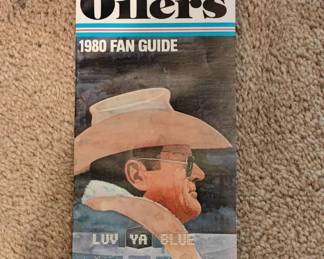 Oilers
1980 FAN GUIDE
LUV YA BLUE